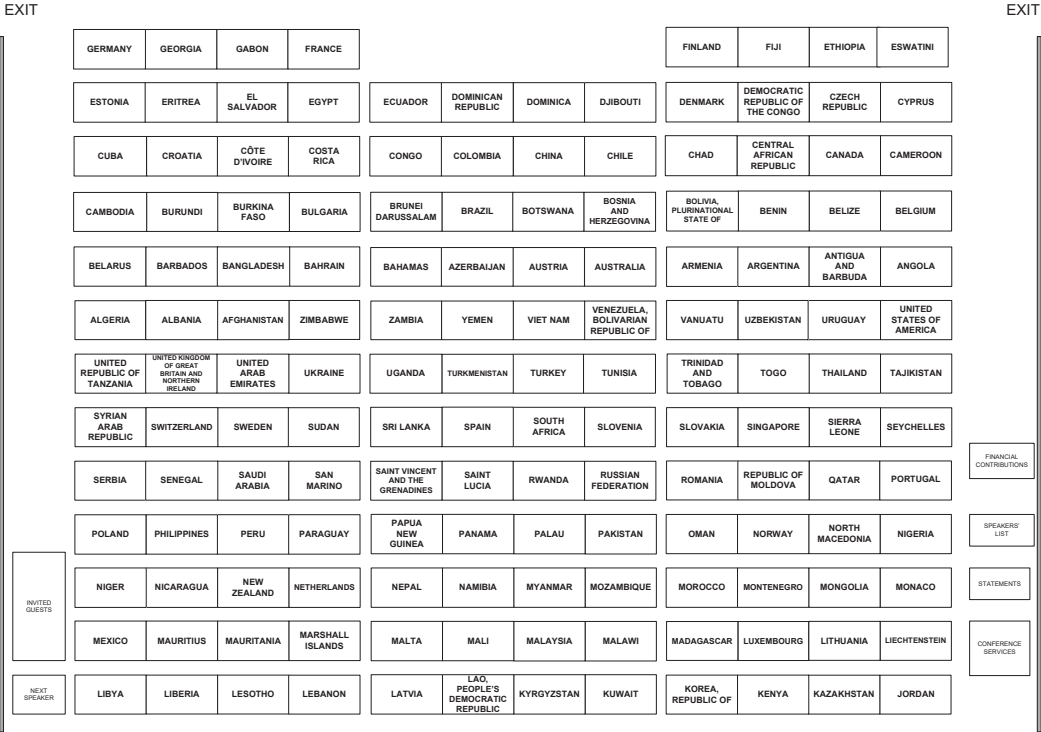 EXIT
EXIT
GERMANY
GEORGIA
GABON
FRANCE
FINLAND
FIJI
ETHIOPIA
ESWATINI
ESTONIA
ERITREA
EL
SALVADOR
EGYPT
ECUADOR
DOMINICAN
REPUBLIC
DOMINICA
DJIBOUTI
DENMARK
DEMOCRATIC
REPUBLIC OF
THE CONGO
CZECH
REPUBLIC
CYPRUS
CUBA
CROATIA
CÔTE
D'IVOIRE
COSTA
RICA
CONGO
COLOMBIA
CHINA
CHILE
CHAD
CENTRAL
AFRICAN
REPUBLIC
CANADA
CAMEROON
CAMBODIA
BURUNDI
BURKINA
FASO
BULGARIA
BRUNEI
DARUSSALAM
BRAZIL
BOTSWANA
BOSNIA
AND
HERZEGOVINA
BOLIVIA,
PLURINATIONAL
STATE OF
BENIN
BELIZE
BELGIUM
BELARUS
BARBADOS
BANGLADESH
BAHRAIN
BAHAMAS
AZERBAIJAN
AUSTRIA
AUSTRALIA
ARMENIA
ARGENTINA
ANTIGUA
AND
BARBUDA
ANGOLA
ALGERIA
ALBANIA
AFGHANISTAN
ZIMBABWE
ZAMBIA
YEMEN
VIET NAM
VENEZUELA,
BOLIVARIAN
REPUBLIC OF
VANUATU
UZBEKISTAN
URUGUAY
UNITED
STATES OF
AMERICA
UNITED
REPUBLIC OF
TANZANIA
UNITED KINGDOM
OF GREAT
BRITAIN AND
NORTHERN
IRELAND
UNITED
ARAB
EMIRATES
UKRAINE
UGANDA
TURKMENISTAN
TURKEY
TUNISIA
TRINIDAD
AND
TOBAGO
TOGO
THAILAND
TAJIKISTAN
SYRIAN
ARAB
REPUBLIC
SWITZERLAND
SWEDEN
SUDAN
SRI LANKA
SPAIN
SOUTH
AFRICA
SLOVENIA
SLOVAKIA
SINGAPORE
SIERRA
LEONE
SEYCHELLES
FINANCIAL
CONTRIBUTIONS
SERBIA
SENEGAL
SAUDI
ARABIA
SAN
MARINO
SAINT VINCENT
AND THE
GRENADINES
SAINT
LUCIA
RWANDA
RUSSIAN
FEDERATION
ROMANIA
REPUBLIC OF
MOLDOVA
QATAR
PORTUGAL
POLAND
PHILIPPINES
PERU
PARAGUAY
PAPUA
NEW
GUINEA
PANAMA
PALAU
PAKISTAN
OMAN
NORWAY
NORTH
MACEDONIA
NIGERIA
SPEAKERS'
LIST
INVITED
GUESTS
NIGER
NICARAGUA
NEW
ZEALAND
NETHERLANDS
NEPAL
NAMIBIA
MYANMAR
MOZAMBIQUE
MOROCCO
MONTENEGRO
MONGOLIA
MONACO
STATEMENTS
MEXICO
MAURITIUS
MAURITANIA
MARSHALL
ISLANDS
MALTA
MALI
MALAYSIA
MALAWI
MADAGASCAR
LUXEMBOURG
LITHUANIA
LIECHTENSTEIN
CONFERENCE
SERVICES
NEXT
SPEAKER
LIBYA
LIBERIA
LESOTHO
LEBANON
LATVIA
LAO,
PEOPLE'S
DEMOCRATIC
REPUBLIC
KYRGYZSTAN
KUWAIT
KOREA,
REPUBLIC OF
KENYA
KAZAKHSTAN
JORDAN